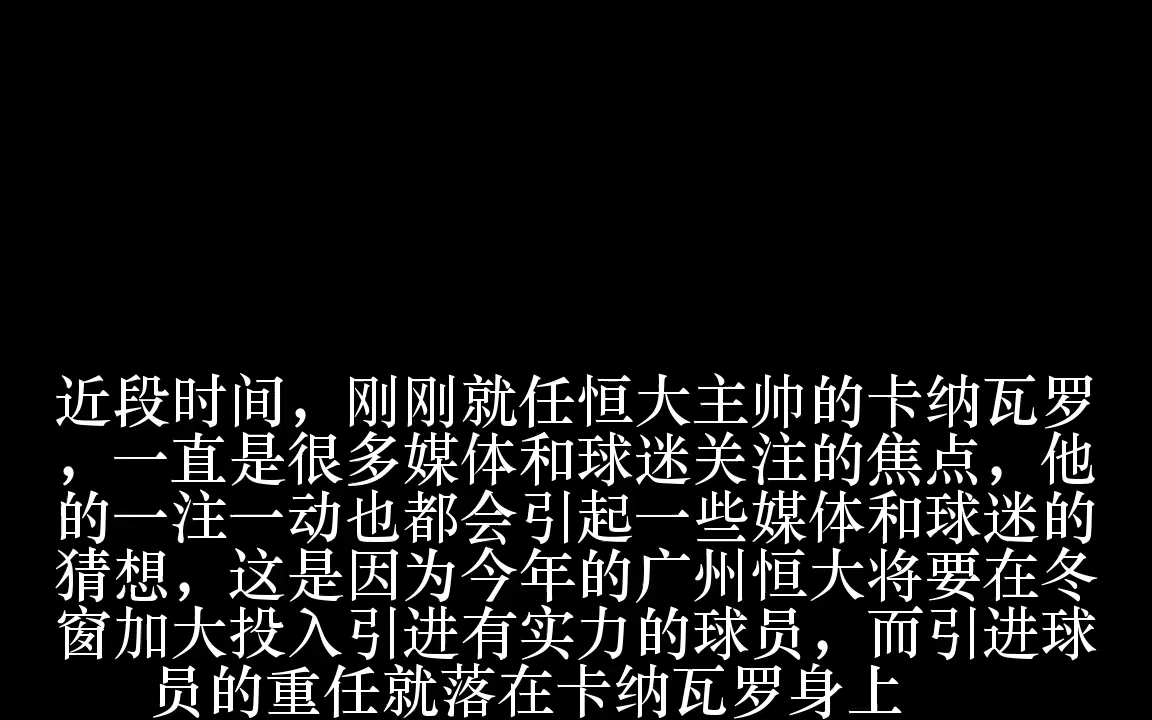 近段时间，刚刚就任恒大主帅的卡纳瓦罗
，一直是很多媒体和球迷关注的焦点，他
的一注一动也都会引起一些媒体和球迷的
猜想，这是因为今年的广州恒大将要在冬
窗加大投入引进有实力的球员，而引进球
员的重任就落在卡纳瓦罗身上